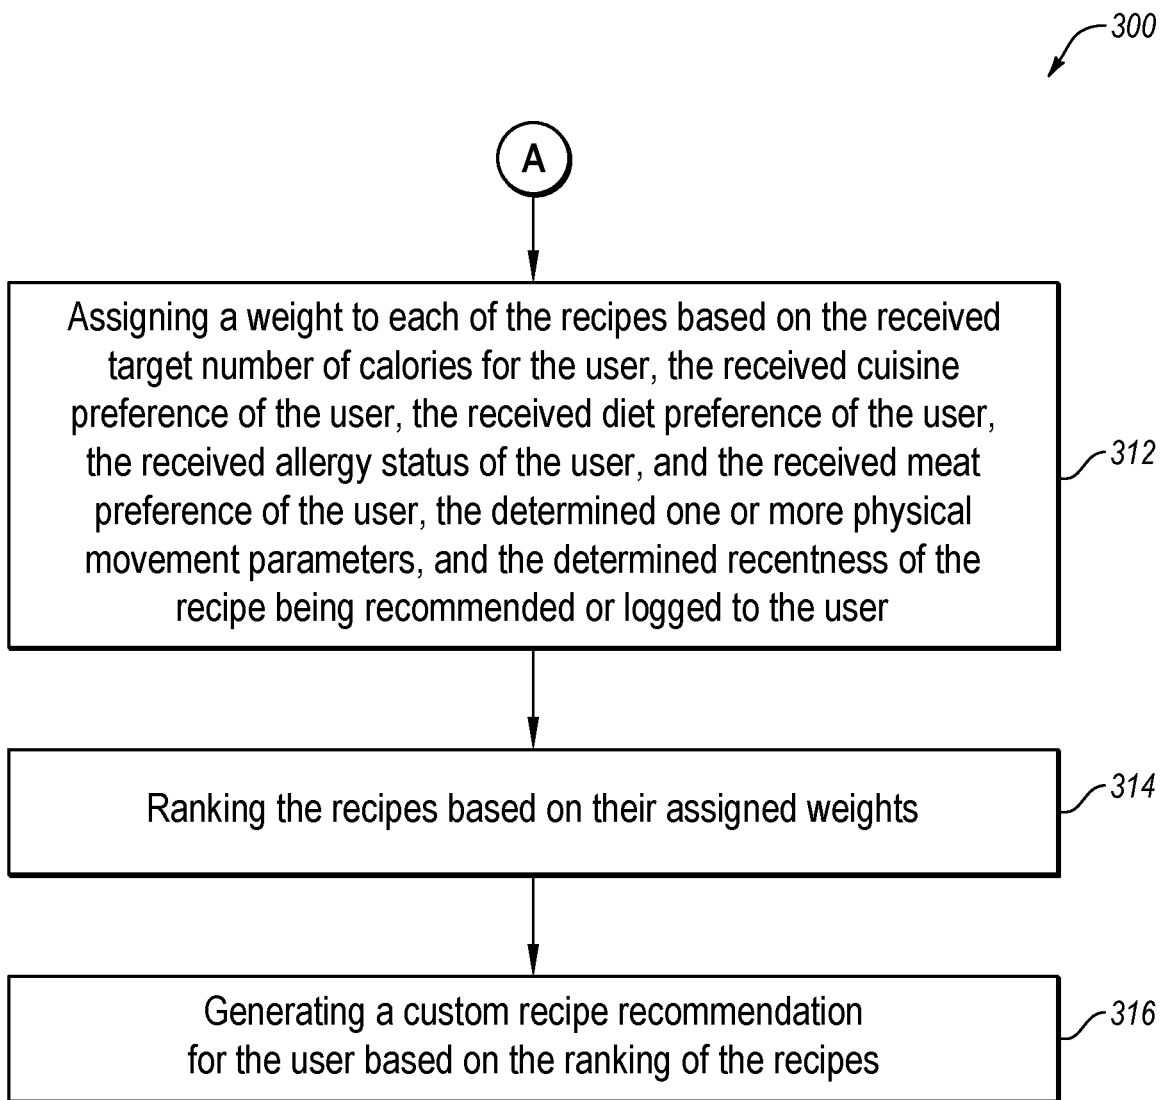 300
A
Assigning a weight to each of the recipes based on the received
target number of calories for the user, the received cuisine
preference of the user, the received diet preference of the user,
the received allergy status of the user, and the received meat
preference of the user, the determined one or more physical
movement parameters, and the determined recentness of the
recipe being recommended or logged to the user
312
Ranking the recipes based on their assigned weights
314
Generating a custom recipe recommendation
for the user based on the ranking of the recipes
316